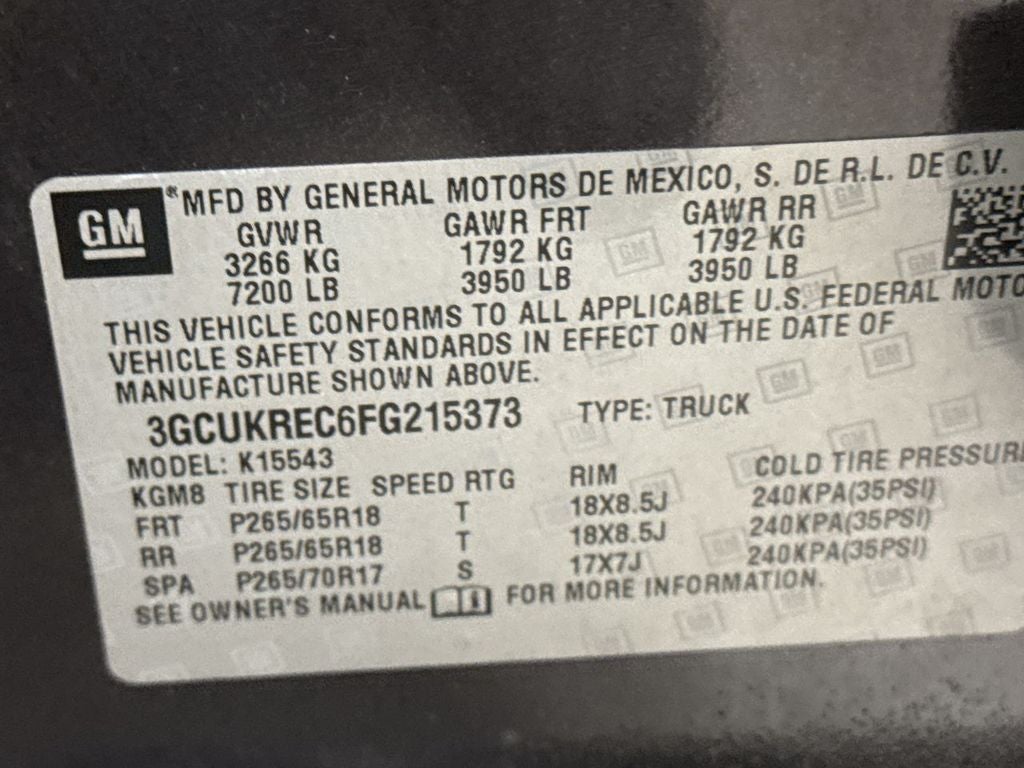 GM
® MFD BY GENERAL MOTORS DE MEXICO, S. DE R.L. DE C.V.
GVWR GAWR FRT GAWR RR
3266 KG 1792 KG 1792 KG
7200 LB 3950 LB 3950 LB
THIS VEHICLE CONFORMS TO ALL APPLICABLE U.S. FEDERAL MOTO
VEHICLE SAFETY STANDARDS IN EFFECT ON THE DATE OF
MANUFACTURE SHOWN ABOVE.
3GCUKREC6FG215373 TYPE: TRUCK
MODEL: K15543
KGM8 TIRE SIZE SPEED RTG RIM COLD TIRE PRESSUR
FRT P265/65R18 T 18X8.5J 240KPA(35PSI)
RR P265/65R18 T 18X8.5J 240KPA(35PSI)
SPA P265/70R17 S 17X7J 240KPA(35PSI)
SEE OWNER'S MANUAL FOR MORE INFORMATION.